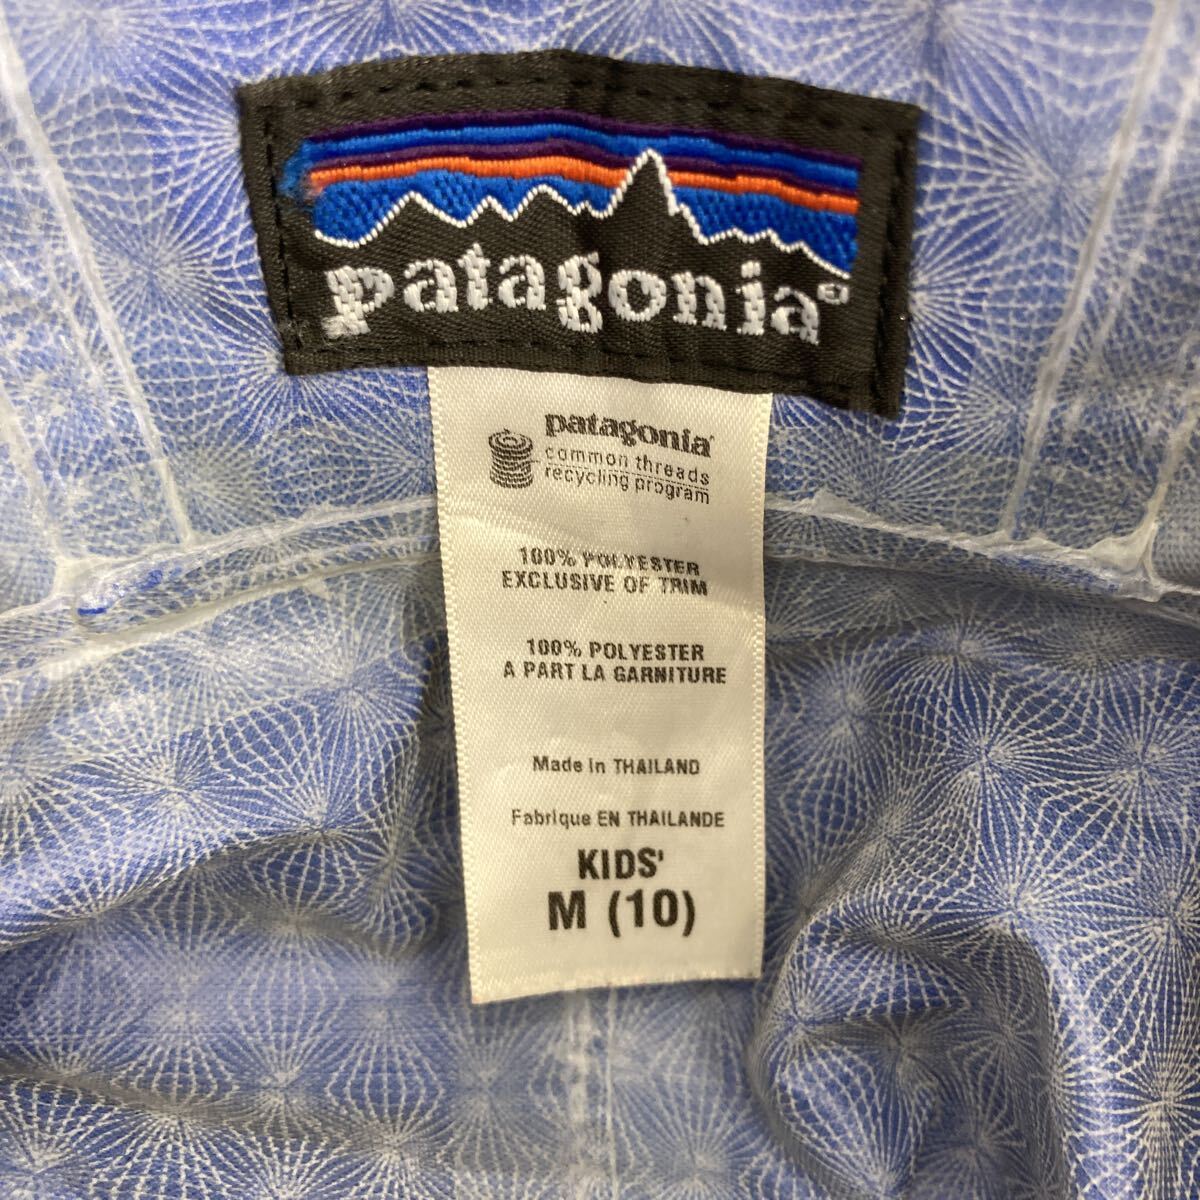 patagonia®
patagonia®
common threads
recycling program
100% POLYESTER
EXCLUSIVE OF TRIM
100% POLYESTER
A PART LA GARNITURE
Made in THAILAND
Fabrique EN THAILANDE
KIDS'
M (10)